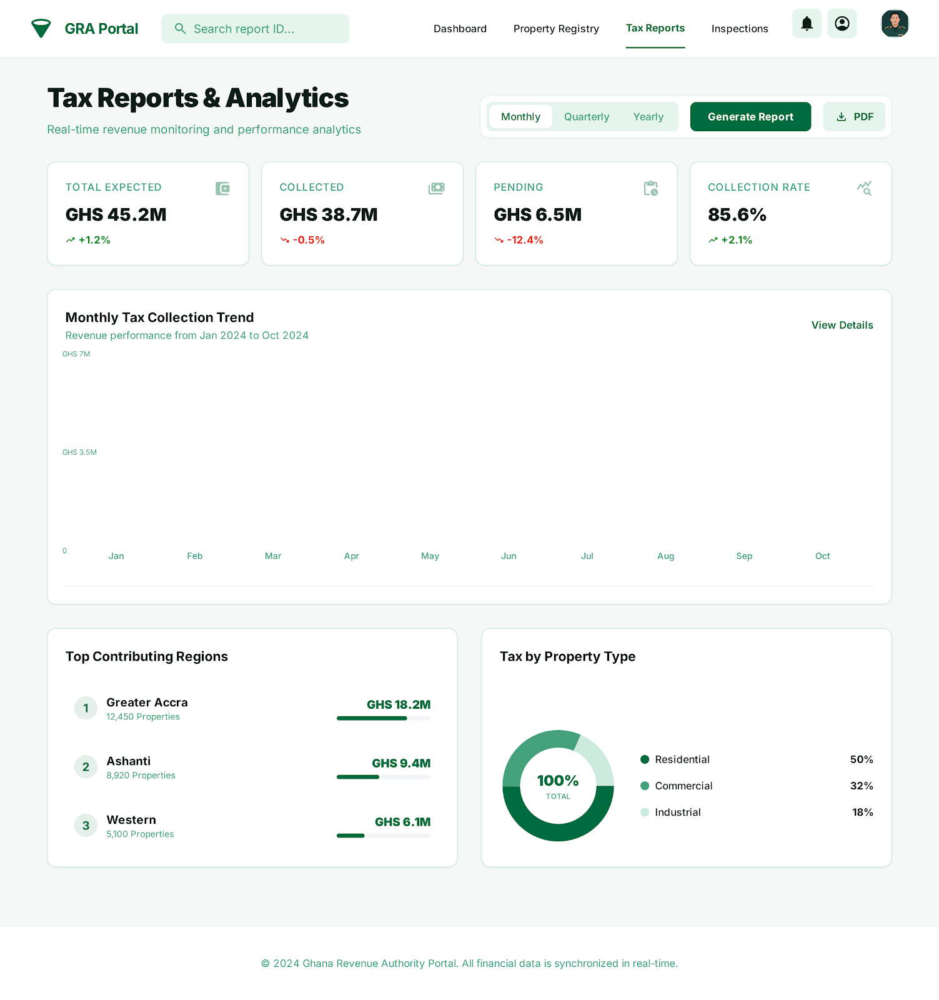 GRA Portal
Search report ID...
Dashboard
Property Registry
Tax Reports
Inspections
Tax Reports & Analytics
Real-time revenue monitoring and performance analytics
Monthly
Quarterly
Yearly
Generate Report
PDF
TOTAL EXPECTED
GHS 45.2M
+1.2%
COLLECTED
GHS 38.7M
-0.5%
PENDING
GHS 6.5M
-12.4%
COLLECTION RATE
85.6%
+2.1%
Monthly Tax Collection Trend
Revenue performance from Jan 2024 to Oct 2024
View Details
GHS 7M
GHS 3.5M
0
Jan
Feb
Mar
Apr
May
Jun
Jul
Aug
Sep
Oct
Top Contributing Regions
1
Greater Accra
12,450 Properties
GHS 18.2M
2
Ashanti
8,920 Properties
GHS 9.4M
3
Western
5,100 Properties
GHS 6.1M
Tax by Property Type
100%
TOTAL
Residential
50%
Commercial
32%
Industrial
18%
© 2024 Ghana Revenue Authority Portal. All financial data is synchronized in real-time.